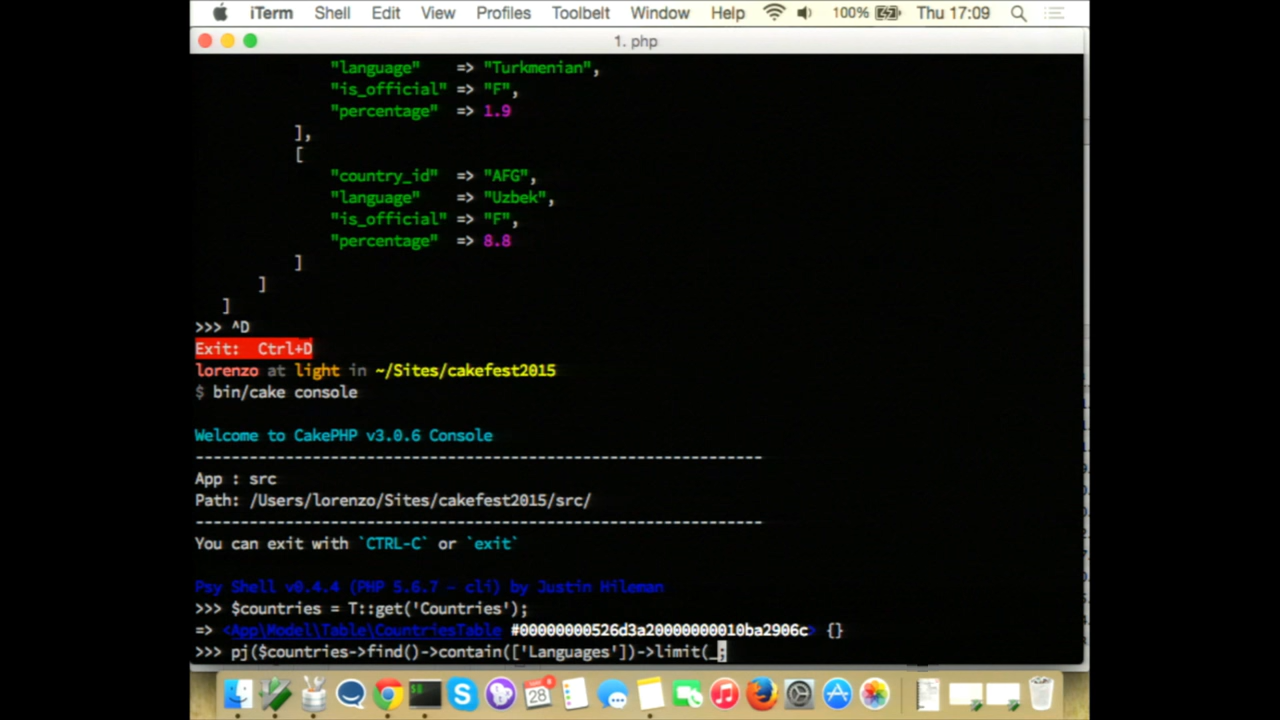 iTerm Shell Edit View Profiles Toolbelt Window Help 100% Thu 17:09
1. php
"language" => "Turkmenian",
"is_official" => "F",
"percentage" => 1.9
],
[
"country_id" => "AFG",
"language" => "Uzbek",
"is_official" => "F",
"percentage" => 8.8
]
]
]
>>> ^D
Exit: Ctrl+D
lorenzo at light in ~/Sites/cakefest2015
$ bin/cake console
Welcome to CakePHP v3.0.6 Console
---------------------------------------------------------------
App : src
Path: /Users/lorenzo/Sites/cakefest2015/src/
---------------------------------------------------------------
You can exit with `CTRL-C` or `exit`
Psy Shell v0.4.4 (PHP 5.6.7 — cli) by Justin Hileman
>>> $countries = T::get('Countries');
=> <App\Model\Table\CountriesTable #00000000526d3a20000000010ba2906c> {}
>>> pj($countries->find()->contain(['Languages'])->limit(_;
28